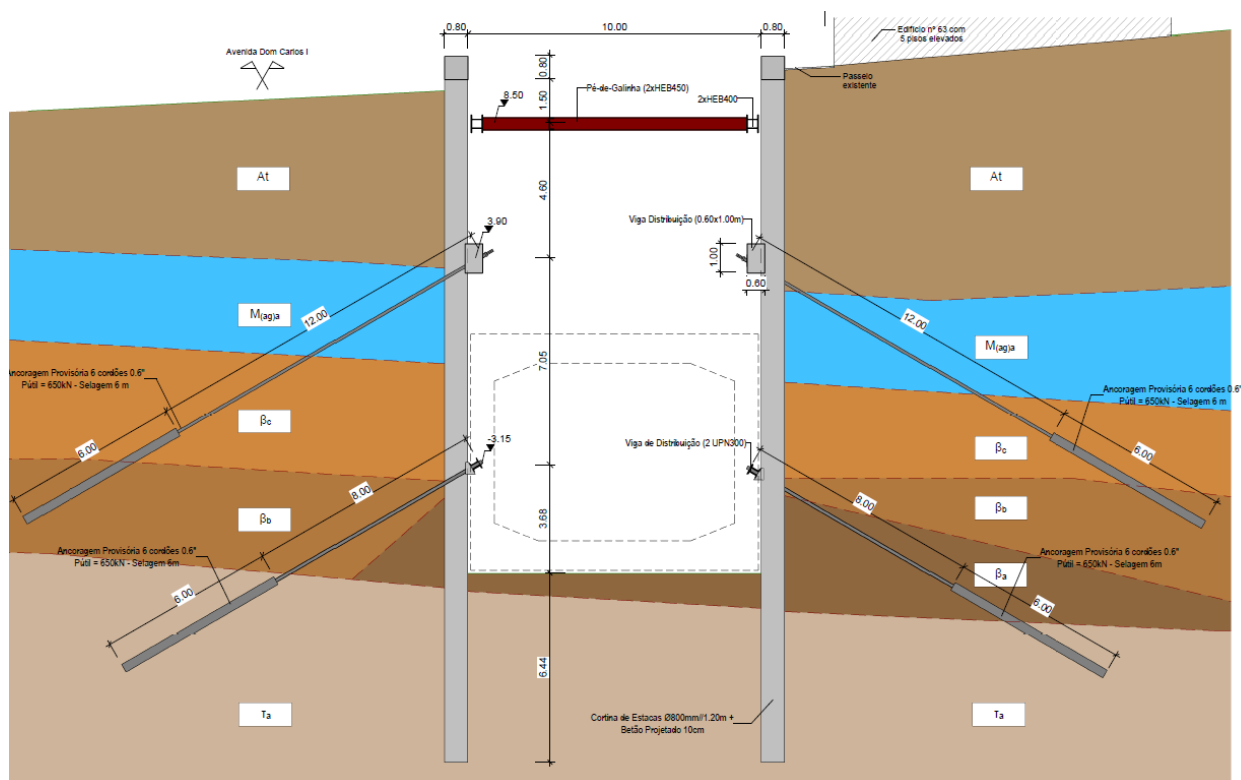 0.80
10.00
0.80
Edifício nº 63 com
5 pisos elevados
Avenida Dom Carlos I
0.80
Passeio
existente
Pé-de-Galinha (2xHEB450)
2xHEB400
8.50
1.50
At
At
4.60
Viga Distribuição (0.60x1.00m)
3.90
1.00
0.60
M(ag)a
12.00
12.00
M(ag)a
7.05
Ancoragem Provisória 6 cordões 0.6"
Pútil = 650kN - Selagem 6 m
Ancoragem Provisória 6 cordões 0.6"
Pútil = 650kN - Selagem 6 m
βc
6.00
-3.15
Viga de Distribuição (2 UPN300)
βc
6.00
8.00
8.00
βb
3.68
βb
Ancoragem Provisória 6 cordões 0.6"
Pútil = 650kN - Selagem 6m
Ancoragem Provisória 6 cordões 0.6"
Pútil = 650kN - Selagem 6m
βa
6.00
6.00
6.44
Ta
Cortina de Estacas Ø800mm//1.20m +
Betão Projetado 10cm
Ta